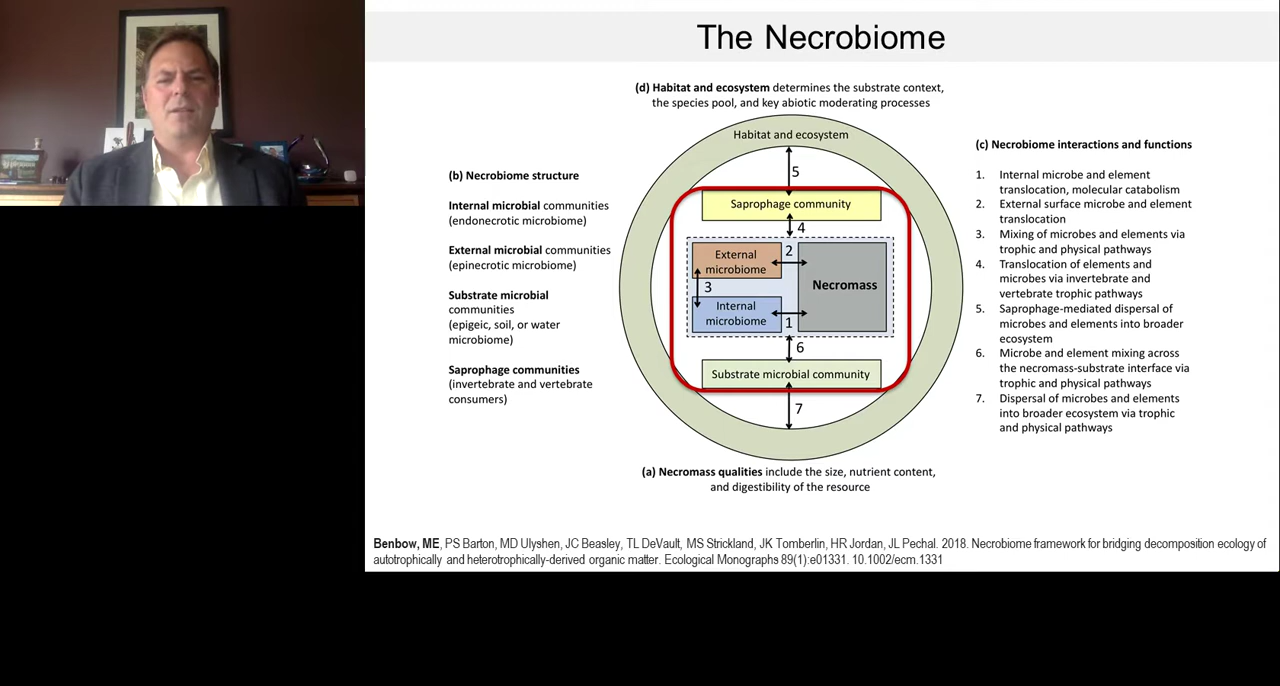 The Necrobiome
(d) Habitat and ecosystem determines the substrate context,
the species pool, and key abiotic moderating processes
Habitat and ecosystem
5
Saprophage community
4
External
microbiome
2
Necromass
3
Internal
microbiome
1
6
Substrate microbial community
7
(b) Necrobiome structure
Internal microbial communities
(endonecrotic microbiome)
External microbial communities
(epinecrotic microbiome)
Substrate microbial
communities
(epigeic, soil, or water
microbiome)
Saprophage communities
(invertebrate and vertebrate
consumers)
(c) Necrobiome interactions and functions
1. Internal microbe and element
translocation, molecular catabolism
2. External surface microbe and element
translocation
3. Mixing of microbes and elements via
trophic and physical pathways
4. Translocation of elements and
microbes via invertebrate and
vertebrate trophic pathways
5. Saprophage-mediated dispersal of
microbes and elements into broader
ecosystem
6. Microbe and element mixing across
the necromass-substrate interface via
trophic and physical pathways
7. Dispersal of microbes and elements
into broader ecosystem via trophic
and physical pathways
(a) Necromass qualities include the size, nutrient content,
and digestibility of the resource
Benbow, ME, PS Barton, MD Ulyshen, JC Beasley, TL DeVault, MS Strickland, JK Tomberlin, HR Jordan, JL Pechal. 2018. Necrobiome framework for bridging decomposition ecology of
autotrophically and heterotrophically-derived organic matter. Ecological Monographs 89(1):e01331. 10.1002/ecm.1331